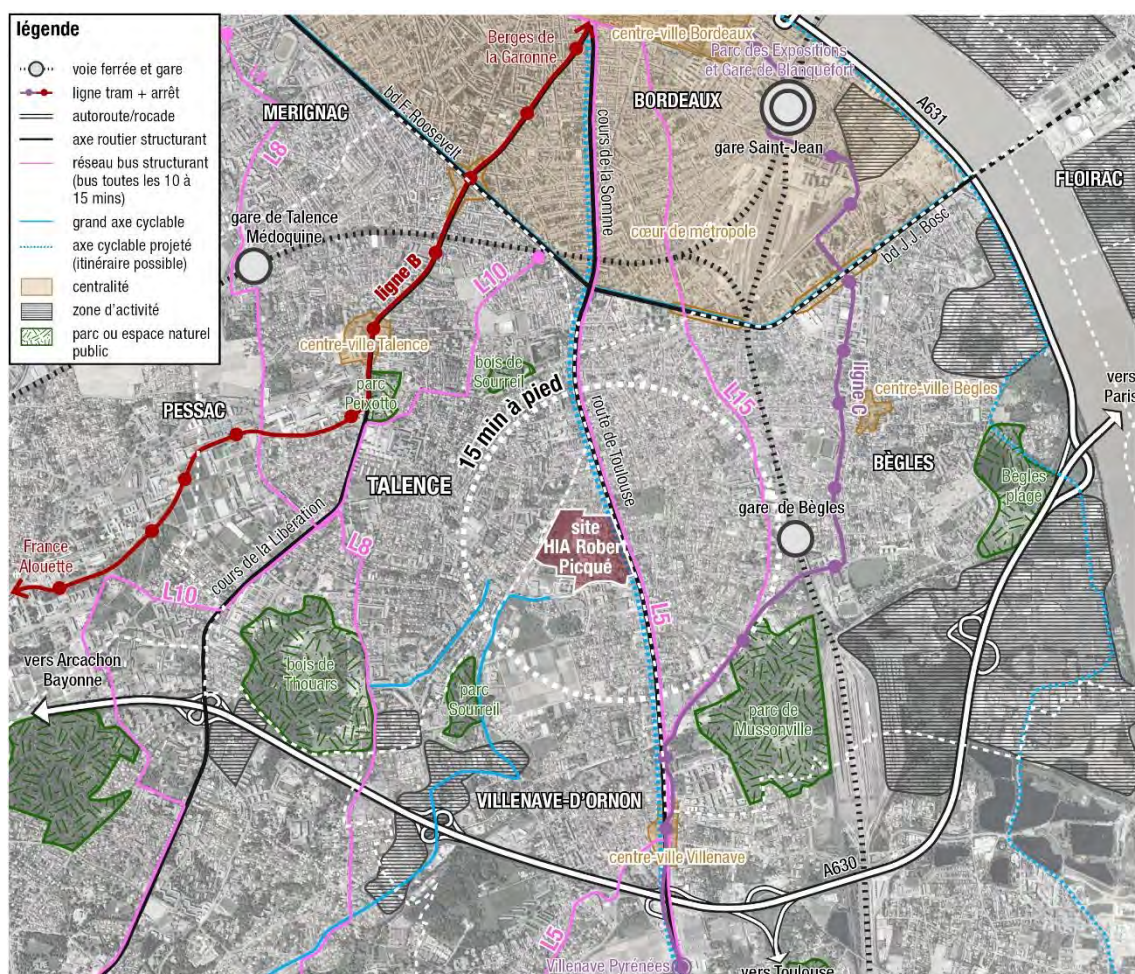 légende
voie ferrée et gare
ligne tram + arrêt
autoroute/rocade
axe routier structurant
réseau bus structurant
(bus toutes les 10 à
15 mins)
grand axe cyclable
axe cyclable projeté
(itinéraire possible)
centralité
zone d'activité
parc ou espace naturel
public
Berges de
la Garonne
centre-ville Bordeaux
Parc des Expositions
et Gare de Blanquefort
MERIGNAC
BORDEAUX
A631
bd F. Roosevelt
L8
cours de la Somme
gare Saint-Jean
FLOIRAC
gare de Talence
Médoquine
cœur de métropole
bd J.J. Bosc
ligne B
L10
centre-ville Talence
bois de
Sourreil
parc
Peixotto
15 min à pied
route de Toulouse
L15
ligne C
centre-ville Bègles
vers
Paris
PESSAC
BÈGLES
TALENCE
Bègles
plage
gare de Bègles
site
HIA Robert
Picqué
France
Alouette
cours de la Libération
L8
L10
L5
vers Arcachon
Bayonne
bois de
Thouars
parc
Sourreil
parc de
Mussonville
VILLENAVE-D'ORNON
centre-ville Villenave
A630
L5
Villenave Pyrénées
vers Toulouse